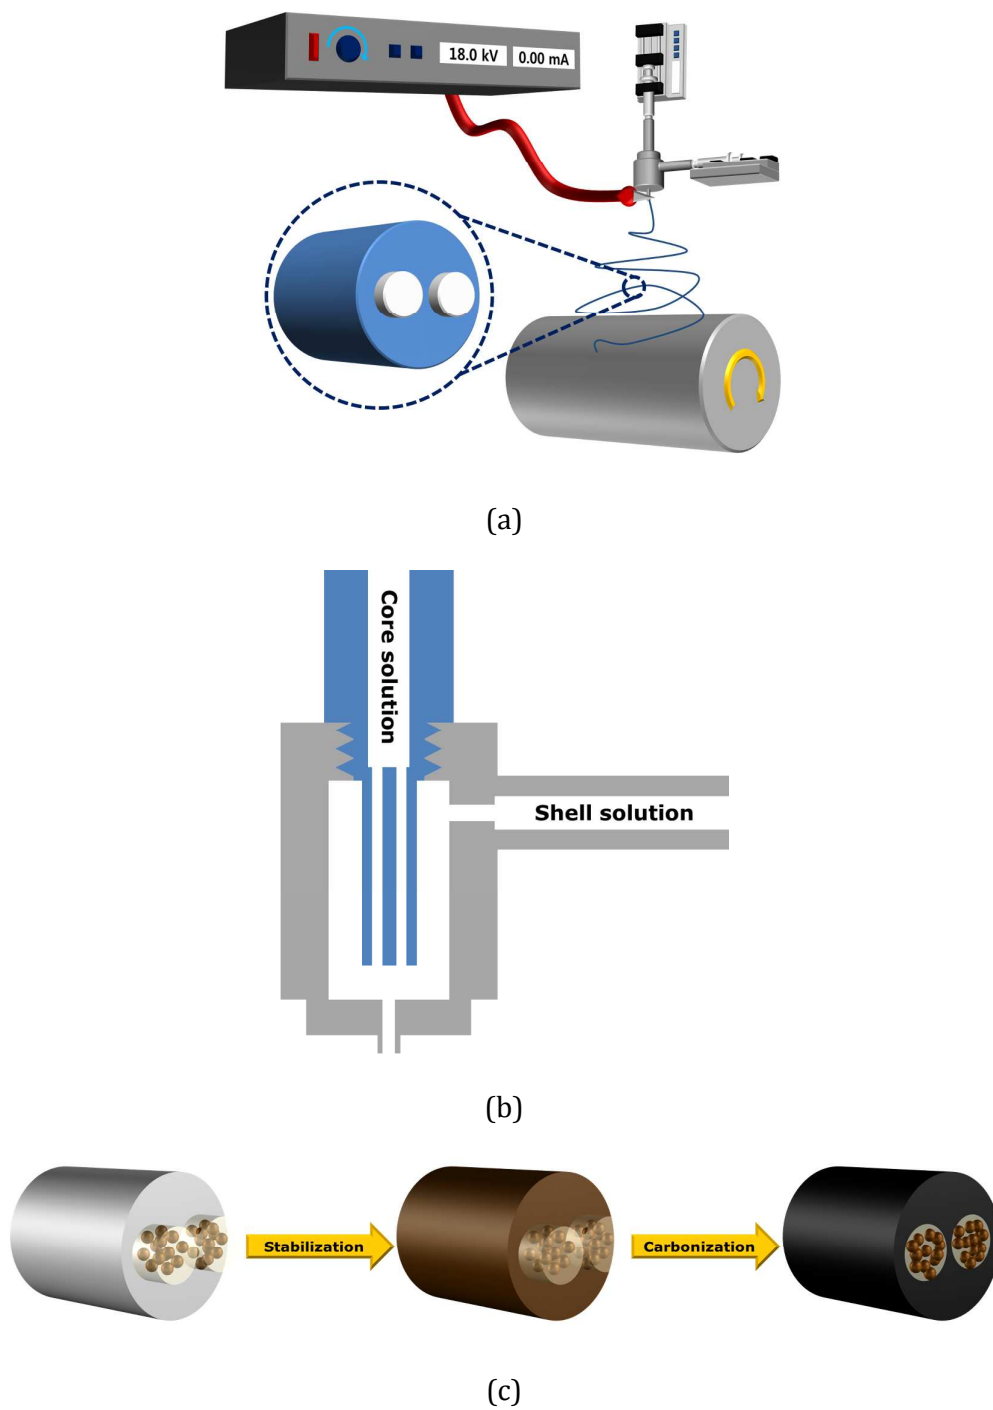 18.0 kV
0.00 mA
(a)
Core solution
Shell solution
(b)
Stabilization
Carbonization
(c)